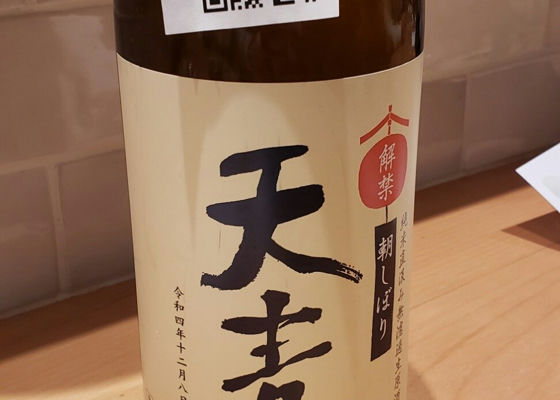 解禁
朝しぼり
純米直汲み無濾過生原酒
天青
令和四年十二月八日